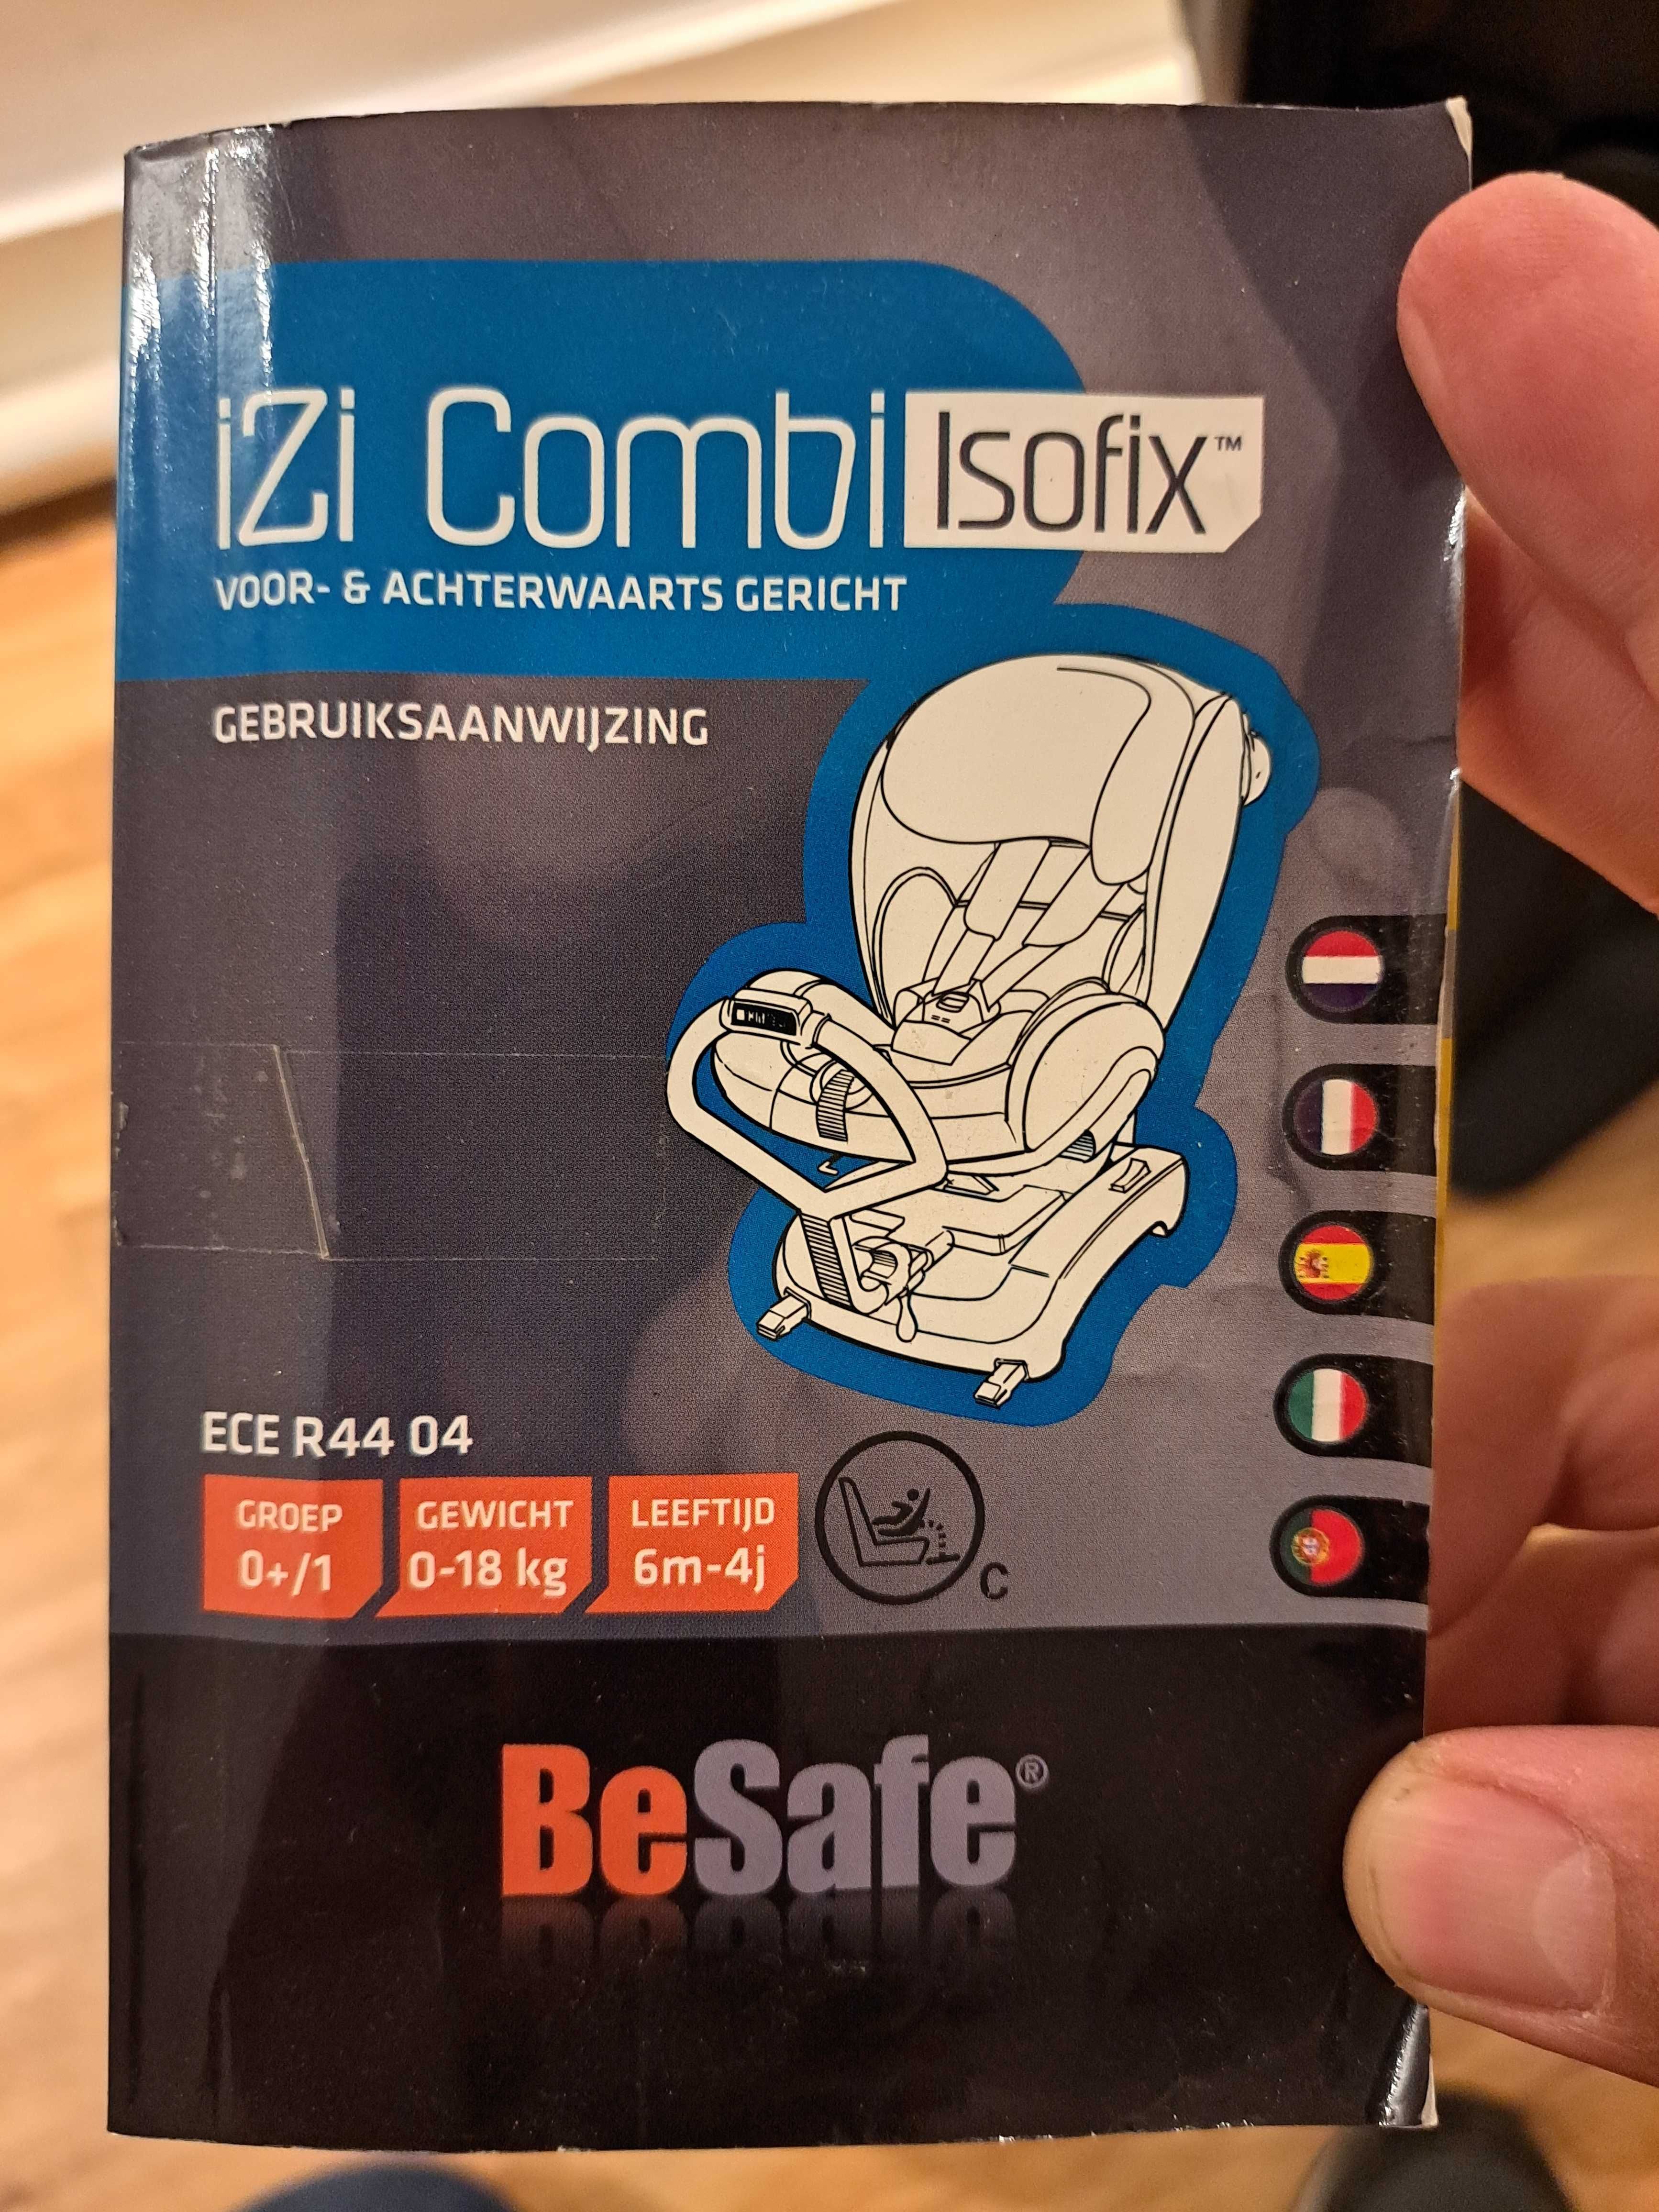 iZi Combi Isofix™
VOOR- & ACHTERWAARTS GERICHT
GEBRUIKSAANWIJZING
ECE R44 04
GROEP
0+/1
GEWICHT
0-18 kg
LEEFTIJD
6m-4j
C
BeSafe®